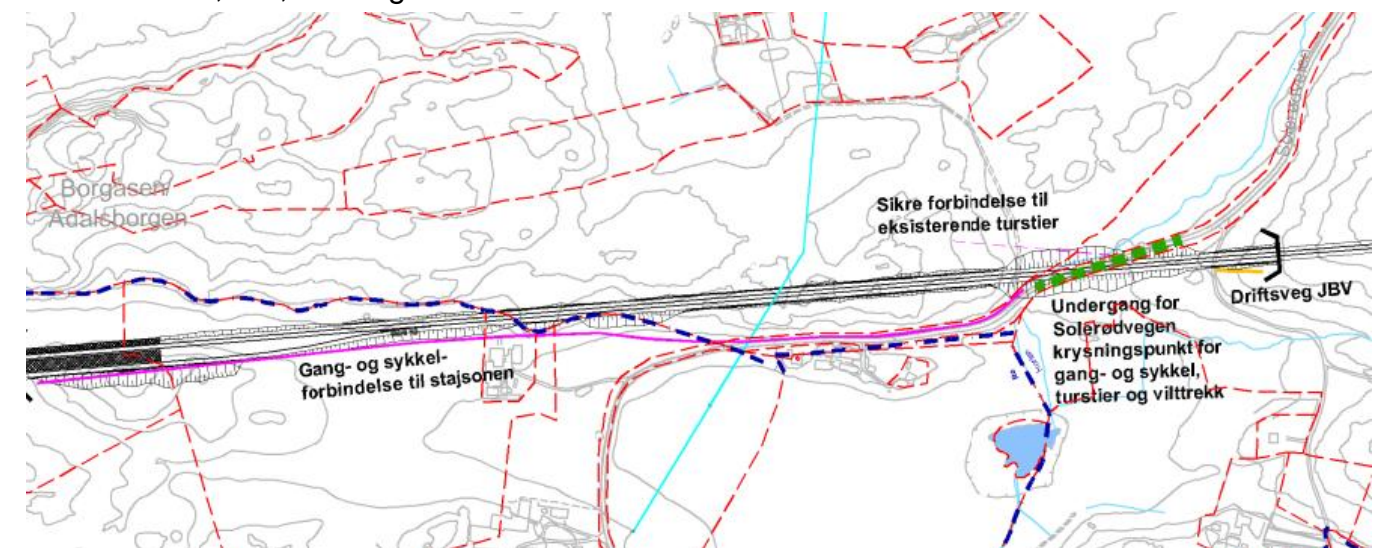 Borgåsen/
Adalsborgen
Sikre forbindelse til
eksisterende turstier
Solerødveien
Driftsveg JBV
Undergang for
Solerødvegen
krysningspunkt for
gang- og sykkel,
turstier og vilttrekk
Gang- og sykkel-
forbindelse til stajsonen